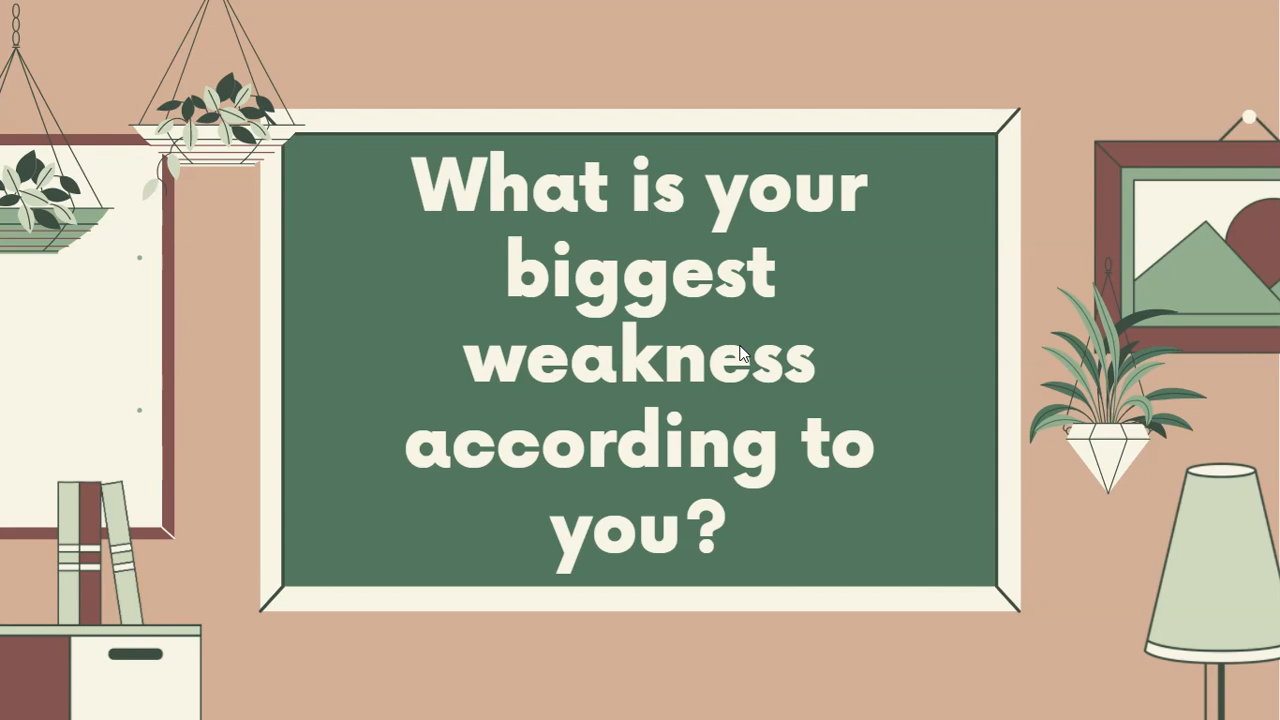 What is your
biggest
weakness
according to
you?